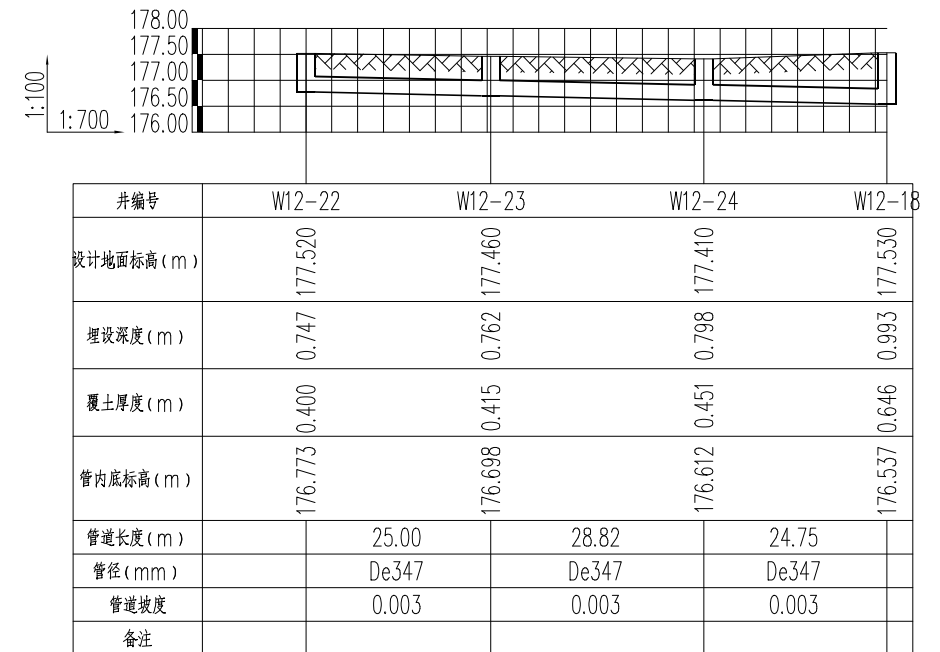 178.00
177.50
177.00
176.50
176.00
1:100
1:700
井编号 W12-22 W12-23 W12-24 W12-18
设计地面标高(m) 177.520 177.460 177.410 177.530
埋设深度(m) 0.747 0.762 0.798 0.993
覆土厚度(m) 0.400 0.415 0.451 0.646
管内底标高(m) 176.773 176.698 176.612 176.537
管道长度(m) 25.00 28.82 24.75
管径(mm) De347 De347 De347
管道坡度 0.003 0.003 0.003
备注